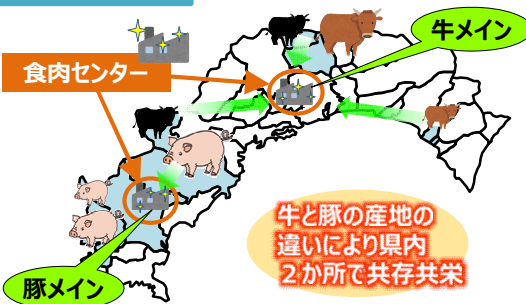 牛メイン
食肉センター
牛と豚の産地の
違いにより県内
２か所で共存共栄
豚メイン